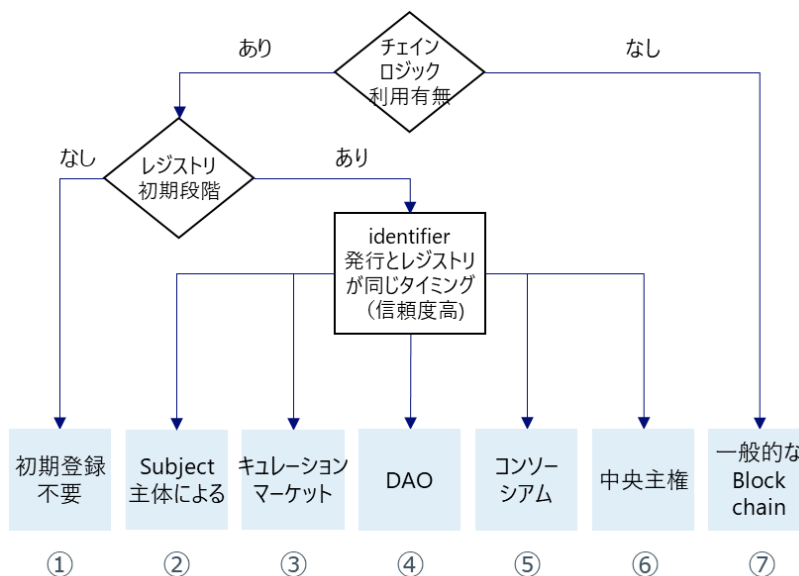 チェイン
ロジック
利用有無
あり
なし
レジストリ
初期段階
なし
あり
identifier
発行とレジストリ
が同じタイミング
（信頼度高)
初期登録
不要
Subject
主体による
キュレーション
マーケット
DAO
コンソー
シアム
中央主権
一般的な
Block
chain
①
②
③
④
⑤
⑥
⑦